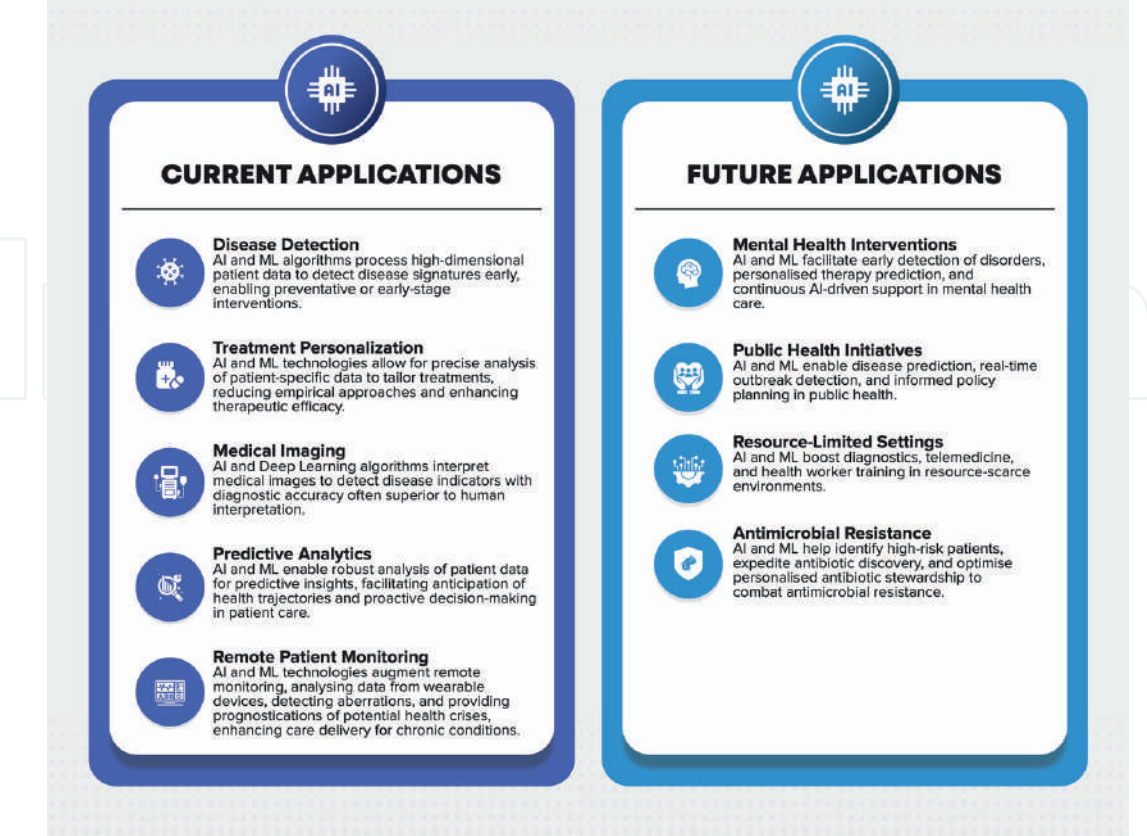 AI
CURRENT APPLICATIONS
Disease Detection
AI and ML algorithms process high-dimensional
patient data to detect disease signatures early,
enabling preventative or early-stage
interventions.
Treatment Personalization
AI and ML technologies allow for precise analysis
of patient-specific data to tailor treatments,
reducing empirical approaches and enhancing
therapeutic efficacy.
Medical Imaging
AI and Deep Learning algorithms interpret
medical images to detect disease indicators with
diagnostic accuracy often superior to human
interpretation.
Predictive Analytics
AI and ML enable robust analysis of patient data
for predictive insights, facilitating anticipation of
health trajectories and proactive decision-making
in patient care.
Remote Patient Monitoring
AI and ML technologies augment remote
monitoring, analysing data from wearable
devices, detecting aberrations, and providing
prognostications of potential health crises,
enhancing care delivery for chronic conditions.
AI
FUTURE APPLICATIONS
Mental Health Interventions
AI and ML facilitate early detection of disorders,
personalised therapy prediction, and
continuous AI-driven support in mental health
care.
Public Health Initiatives
AI and ML enable disease prediction, real-time
outbreak detection, and informed policy
planning in public health.
Resource-Limited Settings
AI and ML boost diagnostics, telemedicine,
and health worker training in resource-scarce
environments.
Antimicrobial Resistance
AI and ML help identify high-risk patients,
expedite antibiotic discovery, and optimise
personalised antibiotic stewardship to
combat antimicrobial resistance.